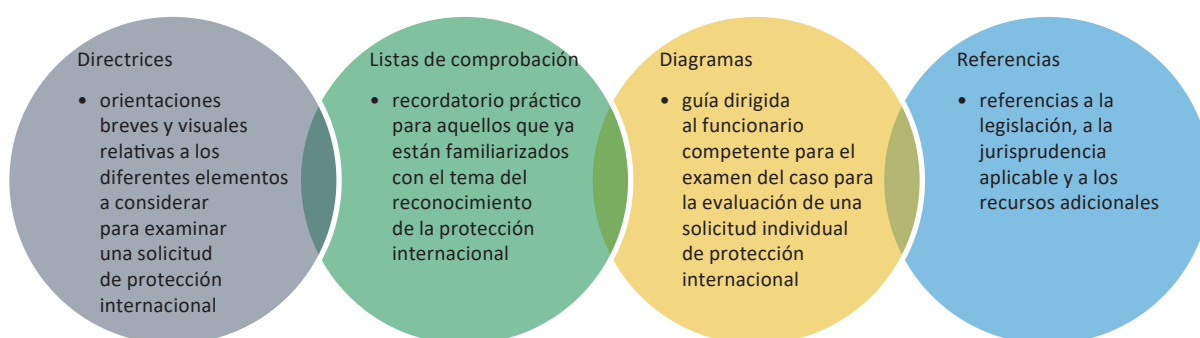 Directrices
• orientaciones
breves y visuales
relativas a los
diferentes elementos
a considerar
para examinar
una solicitud
de protección
internacional
Listas de comprobación
• recordatorio práctico
para aquellos que ya
están familiarizados
con el tema del
reconocimiento
de la protección
internacional
Diagramas
• guía dirigida
al funcionario
competente para el
examen del caso para
la evaluación de una
solicitud individual
de protección
internacional
Referencias
• referencias a la
legislación, a la
jurisprudencia
aplicable y a los
recursos adicionales